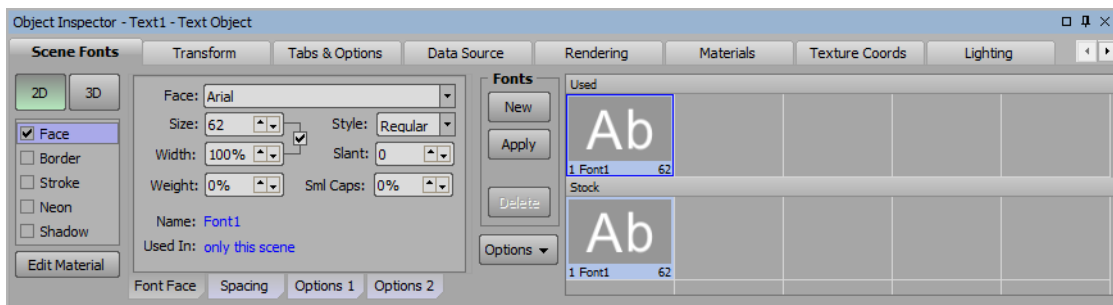 Object Inspector - Text1 - Text Object
Scene Fonts Transform Tabs & Options Data Source Rendering Materials Texture Coords Lighting
2D 3D
Face
Border
Stroke
Neon
Shadow
Edit Material
Face: Arial
Size: 62 Style: Regular
Width: 100% Slant: 0
Weight: 0% Sml Caps: 0%
Name: Font1
Used In: only this scene
Font Face Spacing Options 1 Options 2
Fonts
New
Apply
Delete
Options
Used
Ab
1 Font1 62
Stock
Ab
1 Font1 62